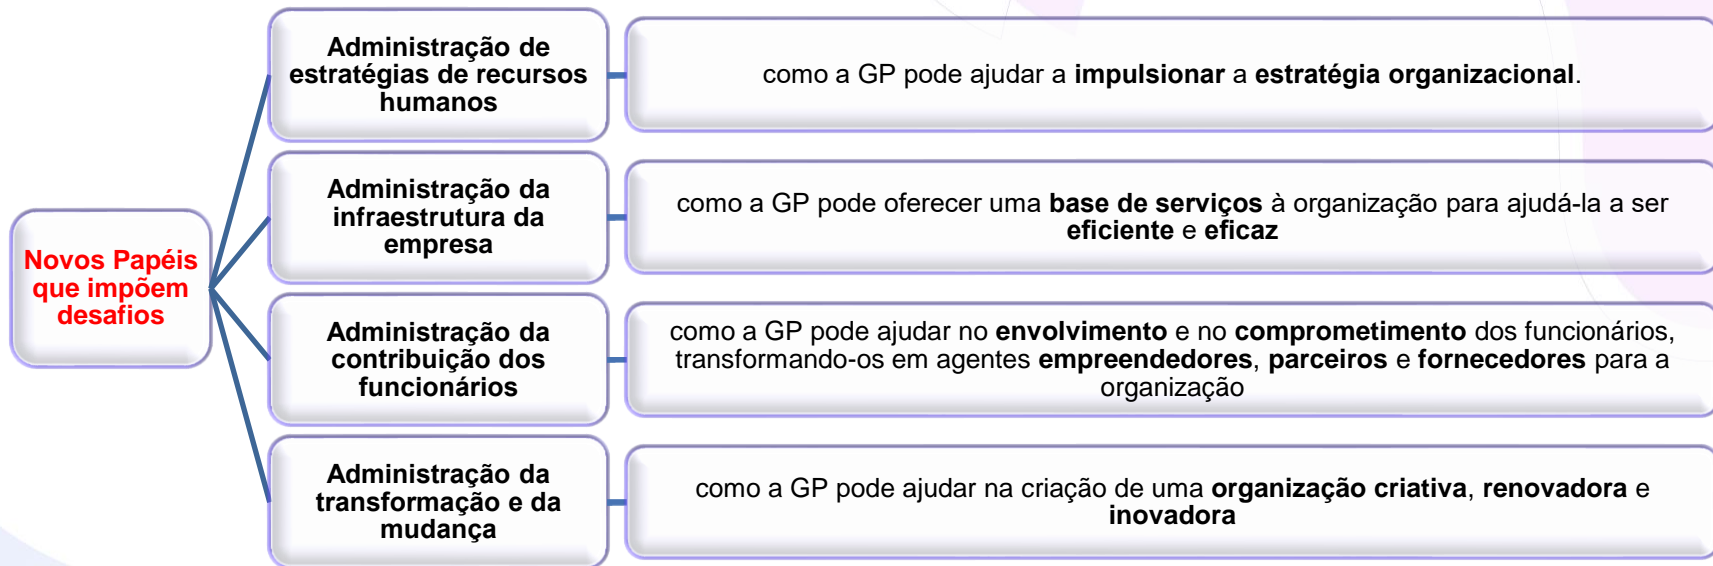 Novos Papéis
que impõem
desafios
Administração de
estratégias de recursos
humanos
como a GP pode ajudar a impulsionar a estratégia organizacional.
Administração da
infraestrutura da
empresa
como a GP pode oferecer uma base de serviços à organização para ajudá-la a ser
eficiente e eficaz
Administração da
contribuição dos
funcionários
como a GP pode ajudar no envolvimento e no comprometimento dos funcionários,
transformando-os em agentes empreendedores, parceiros e fornecedores para a
organização
Administração da
transformação e da
mudança
como a GP pode ajudar na criação de uma organização criativa, renovadora e
inovadora